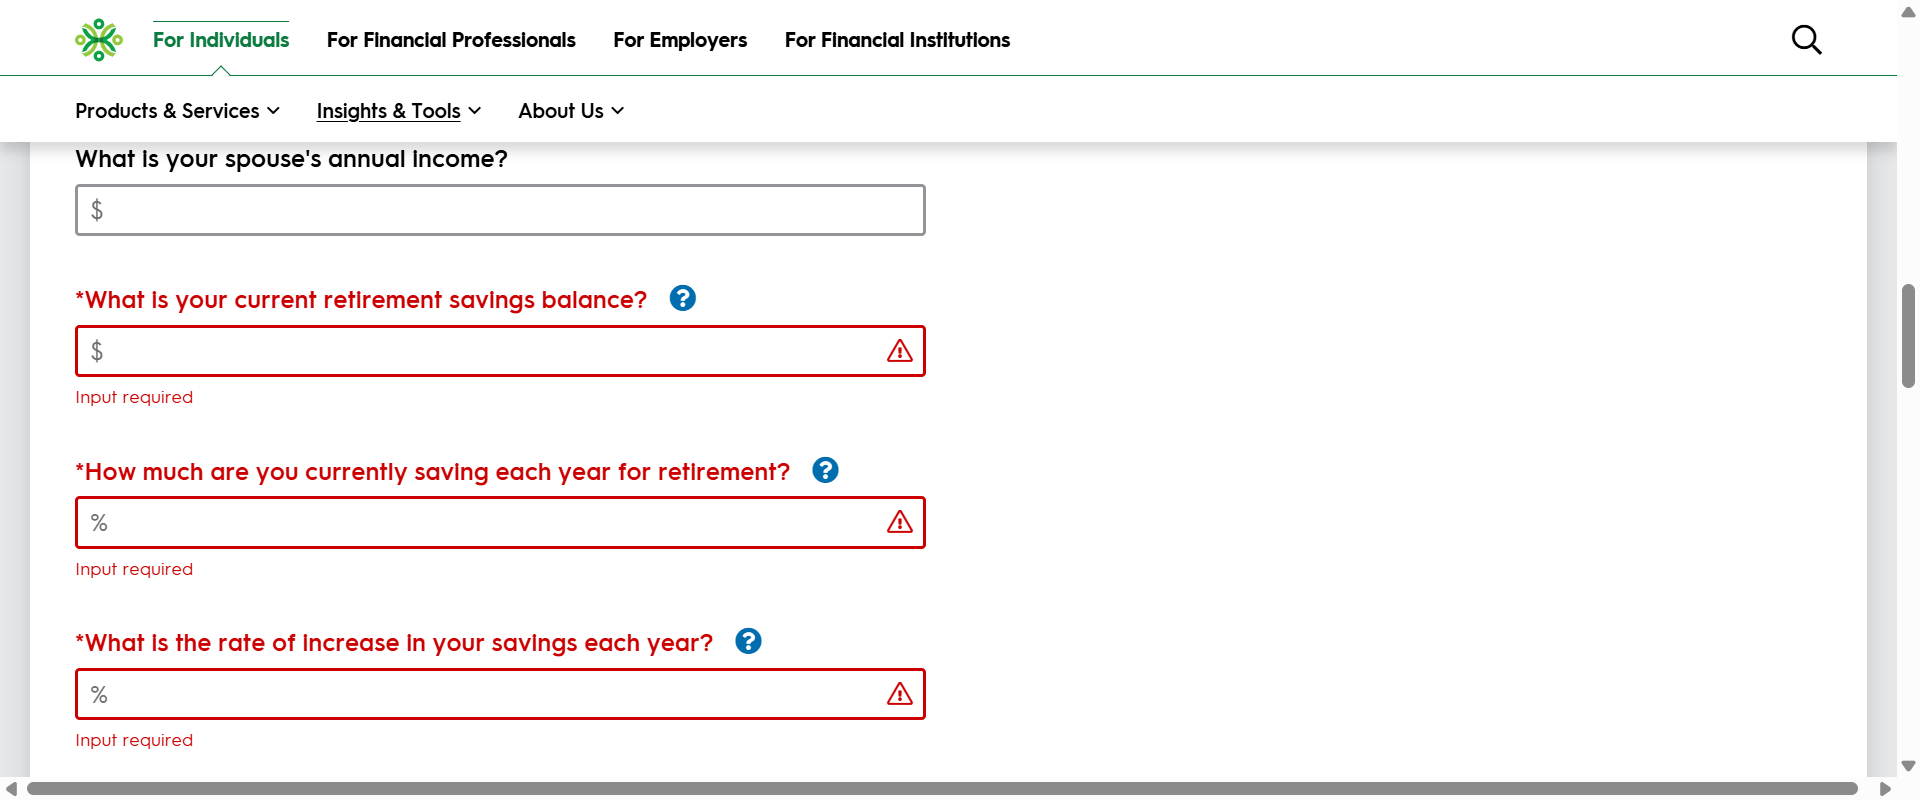 For Individuals
For Financial Professionals
For Employers
For Financial Institutions
Products & Services
Insights & Tools
About Us
What is your spouse's annual income?
$
*What is your current retirement savings balance? ?
$
Input required
*How much are you currently saving each year for retirement? ?
%
Input required
*What is the rate of increase in your savings each year? ?
%
Input required